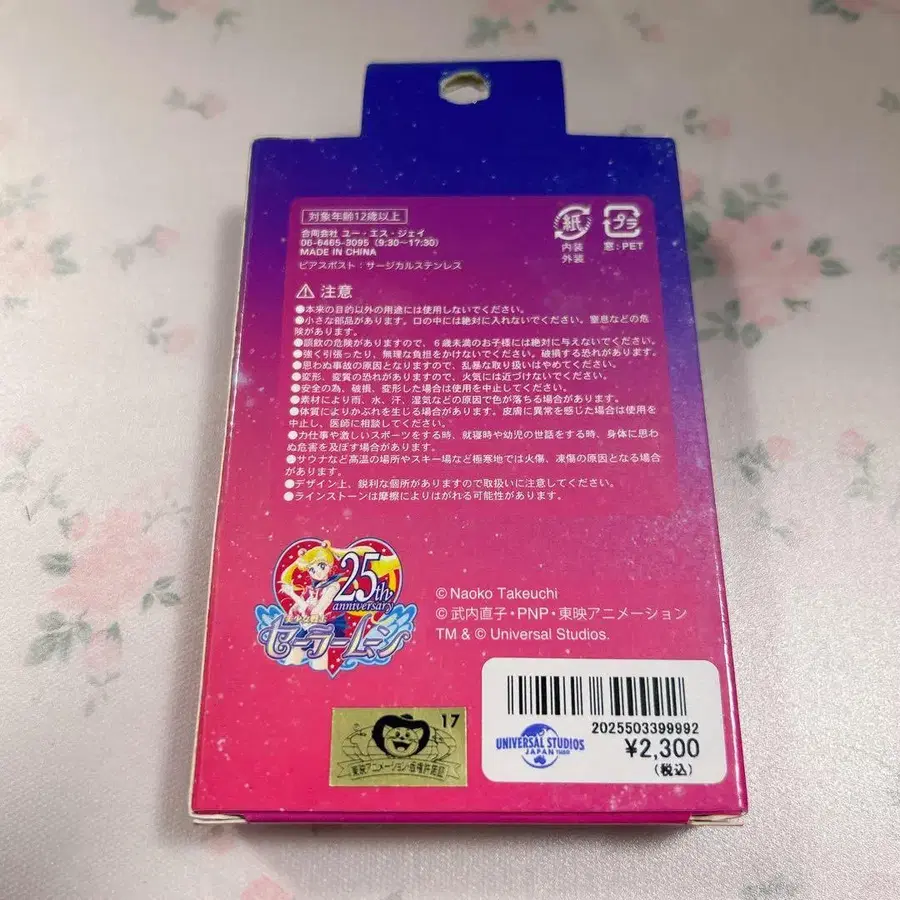 対象年齢12歳以上
合同会社 ユー・エス・ジェイ
06-6465-3095（9:30～17:30）
MADE IN CHINA
ピアスポスト：サージカルステンレス
紙
内装
外装
プラ
窓:PET
注意
●本来の目的以外の用途には使用しないでください。
●小さな部品があります。口の中には絶対に入れないでください。窒息などの危
険があります。
●誤飲の危険がありますので、6歳未満のお子様には絶対に与えないでください。
●強く引張ったり、無理な負担をかけないでください。破損する恐れがあります。
●思わぬ事故の原因となりますので、乱暴な取り扱いはやめてください。
●変形、変質の恐れがありますので、火気には近づけないでください。
●安全の為、破損、変形した場合は使用を中止してください。
●素材により雨、水、汗、湿気などの原因で色が落ちる場合があります。
●体質によりかぶれを生じる場合があります。皮膚に異常を感じた場合は使用を
中止し、医師に相談してください。
●力仕事や激しいスポーツをする時、就寝時や幼児の世話をする時、身体に思わ
ぬ危害を及ぼす場合があります。
●サウナなど高温の場所やスキー場など極寒地では火傷、凍傷の原因となる場合
があります。
●デザイン上、鋭利な個所がありますので取扱いに注意してください。
●ラインストーンは摩擦によりはがれる可能性があります。
25th
anniversary
セーラームーン
© Naoko Takeuchi
© 武内直子・PNP・東映アニメーション
TM & © Universal Studios.
17
東映アニメーション・版権許諾証
2025503399992
UNIVERSAL STUDIOS
JAPAN
¥2,300
(税込)